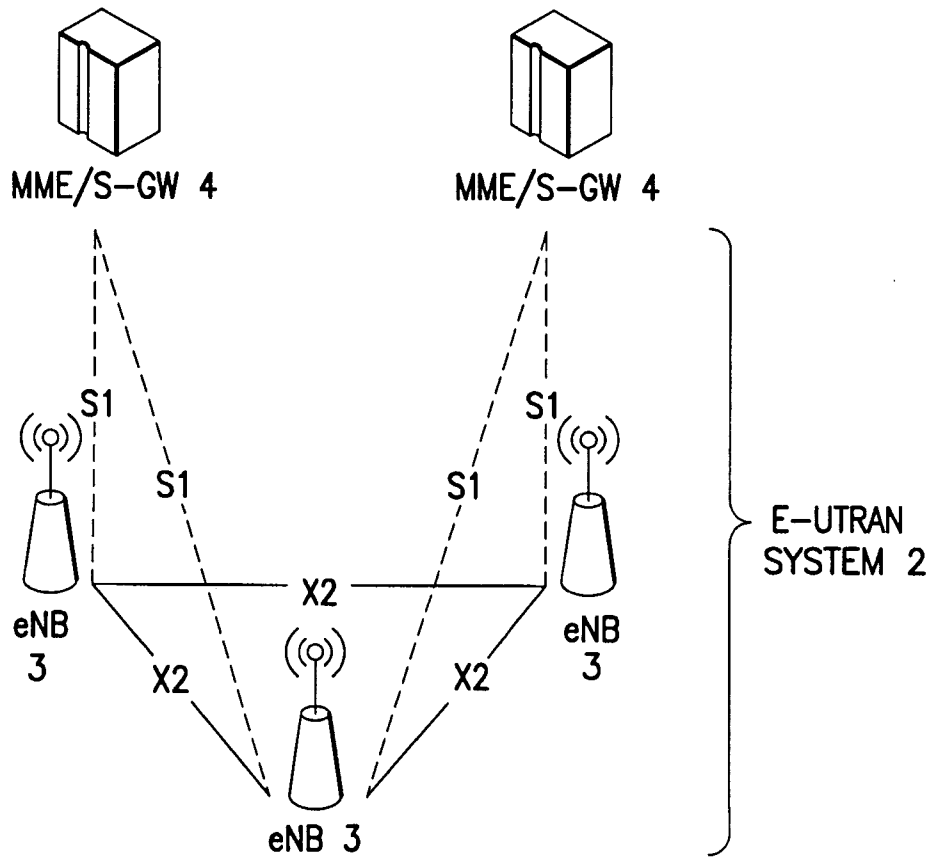 MME/S-GW 4
MME/S-GW 4
S1
S1
S1
S1
E-UTRAN
SYSTEM 2
X2
eNB
3
eNB
3
X2
X2
eNB 3